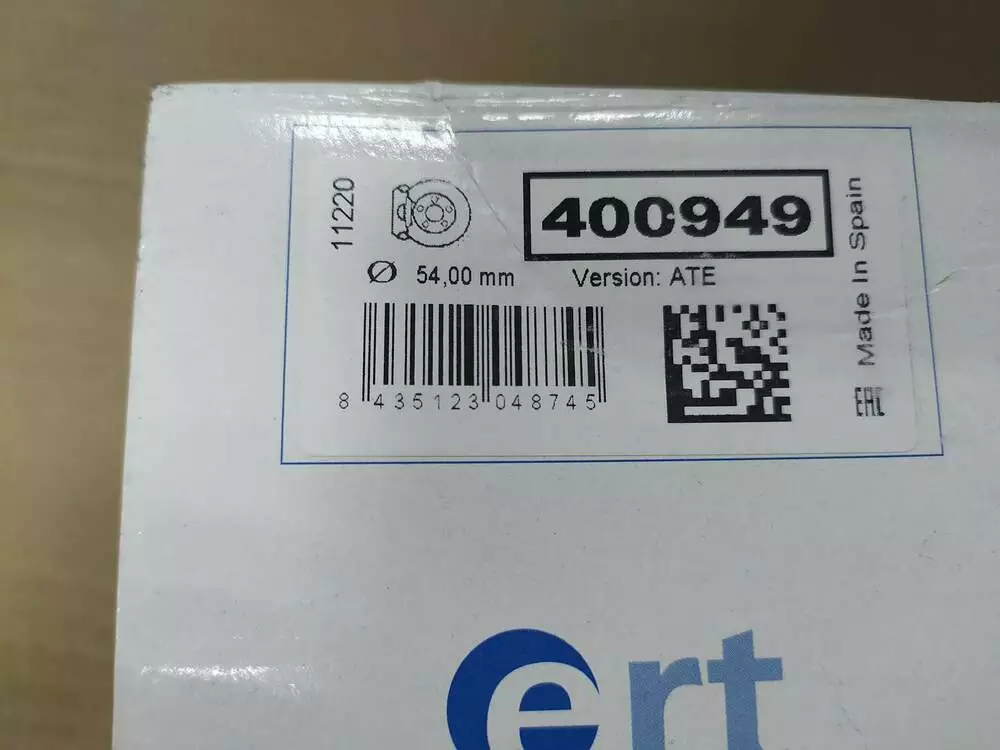 11220
400949
Ø 54,00 mm
Version: ATE
Made In Spain
8 435123 048745
EAC
ert